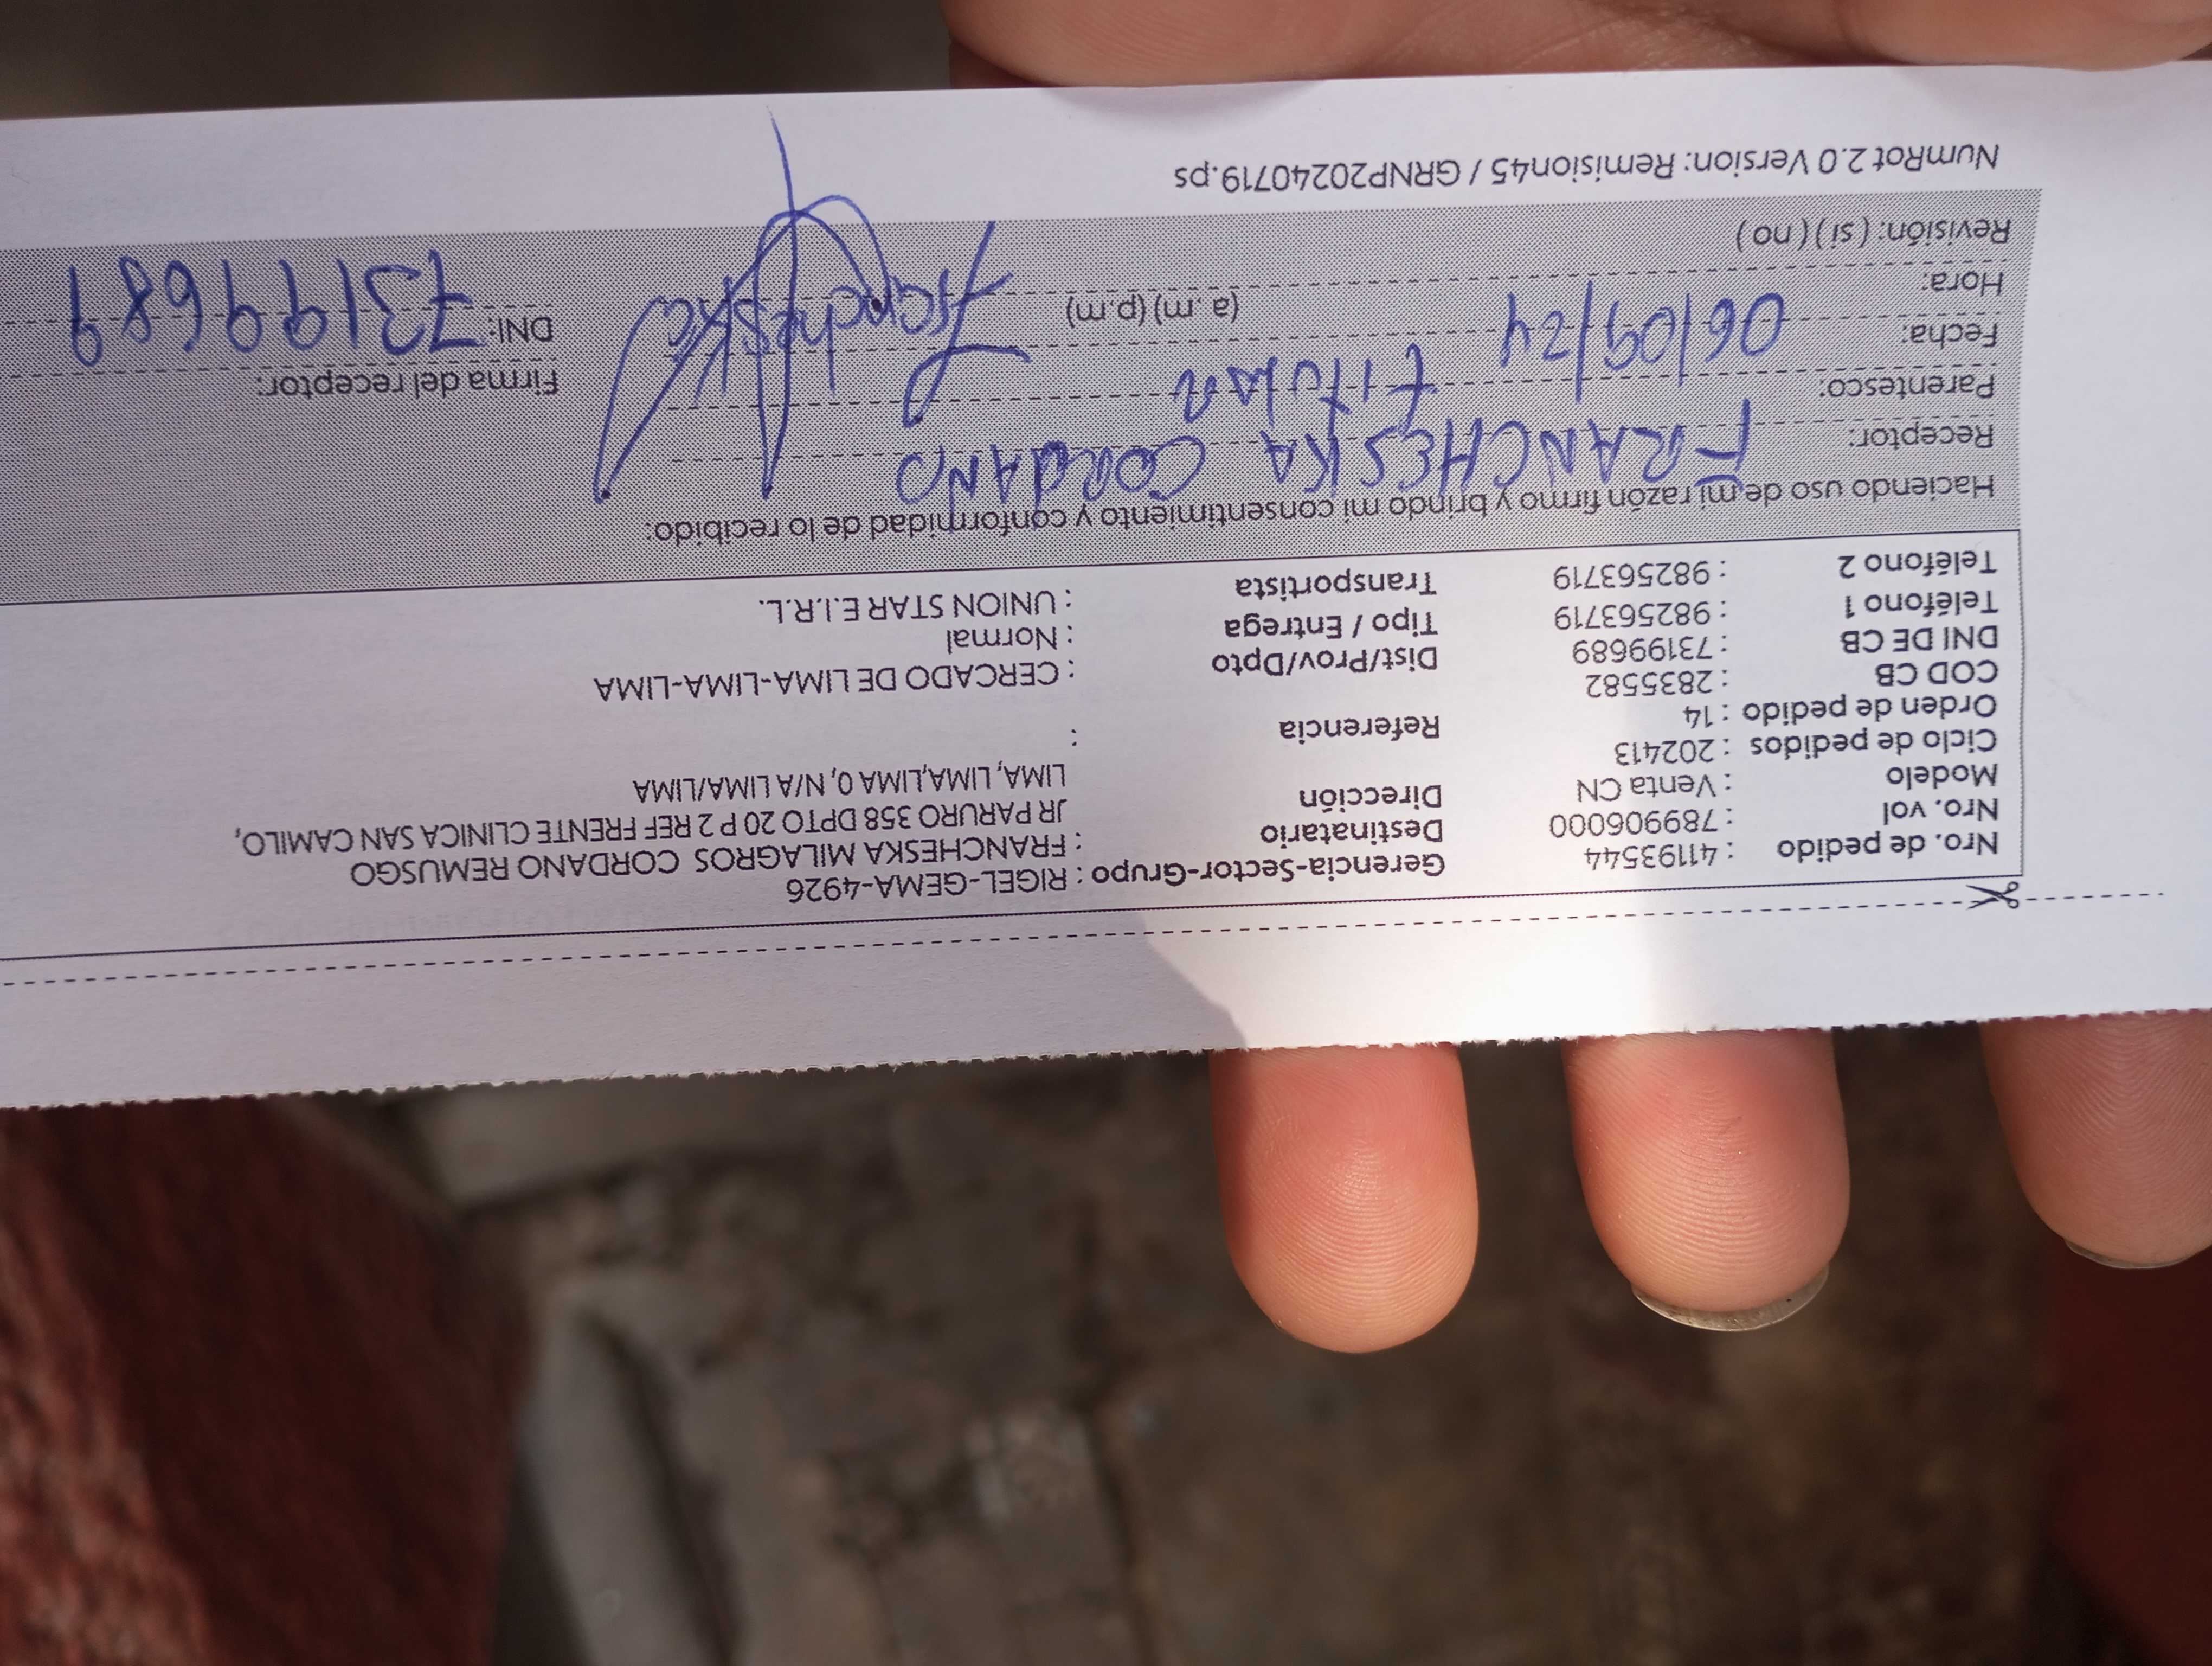 Nro. de pedido : 41193544 Gerencia-Sector-Grupo : RIGEL-GEMA-4926
Nro. vol : 789906000 Destinatario : FRANCHESKA MILAGROS CORDANO REMUSGO
Modelo : Venta CN Dirección JR PARURO 358 DPTO 20 P 2 REF FRENTE CLINICA SAN CAMILO,
LIMA, LIMA,LIMA 0, N/A LIMA/LIMA
Ciclo de pedidos : 202413
Orden de pedido : 14 Referencia :
COD CB : 2835582
DNI DE CB : 73199689 Dist/Prov/Dpto : CERCADO DE LIMA-LIMA-LIMA
Teléfono 1 : 982563719 Tipo / Entrega : Normal
Teléfono 2 : 982563719 Transportista : UNION STAR E.I.R.L.
Haciendo uso de mi razón firmo y brindo mi consentimiento y conformidad de lo recibido:
Receptor: FRANCHESKA CORDANO
Parentesco: titular Firma del receptor:
Fecha: 06/09/24 Francheska DNI: 73199689
Hora: (a.m) (p.m)
Revisión: ( si ) ( no )
NumRot 2.0 Version: Remision45 / GRNP20240719.ps